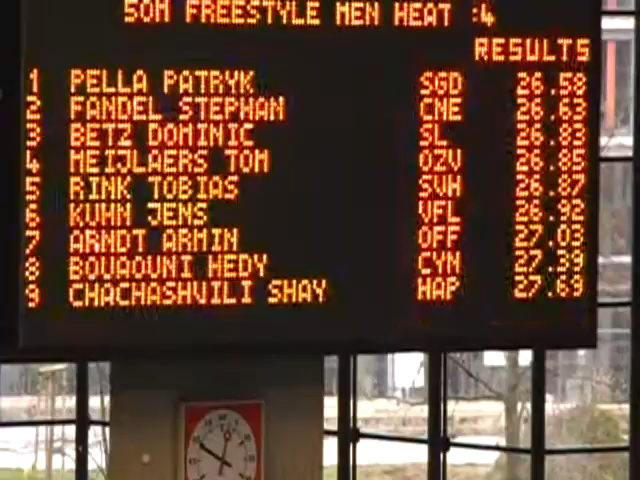 50M FREESTYLE MEN HEAT :4
RESULTS
1 PELLA PATRYK SGD 26.58
2 FANDEL STEPHAN CNE 26.63
3 BETZ DOMINIC SL 26.83
4 MEIJLAERS TOM OZV 26.85
5 RINK TOBIAS SVH 26.87
6 KUHN JENS VFL 26.92
7 ARNDT ARMIN OFF 27.03
8 BOUAOUNI HEDY CYN 27.39
9 CHACHASHVILI SHAY HAP 27.69